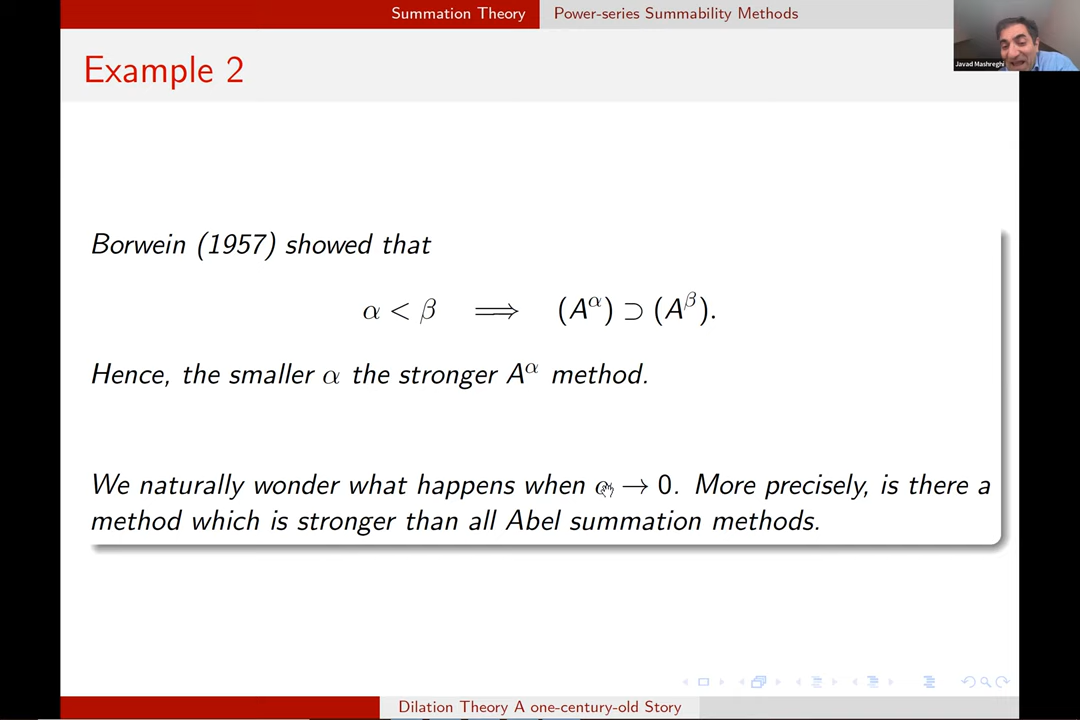 Summation Theory Power-series Summability Methods
Javad Mashreghi
Example 2
Borwein (1957) showed that
α < β ⟹ (A^α) ⊃ (A^β).
Hence, the smaller α the stronger A^α method.
We naturally wonder what happens when α → 0. More precisely, is there a
method which is stronger than all Abel summation methods.
Dilation Theory A one-century-old Story